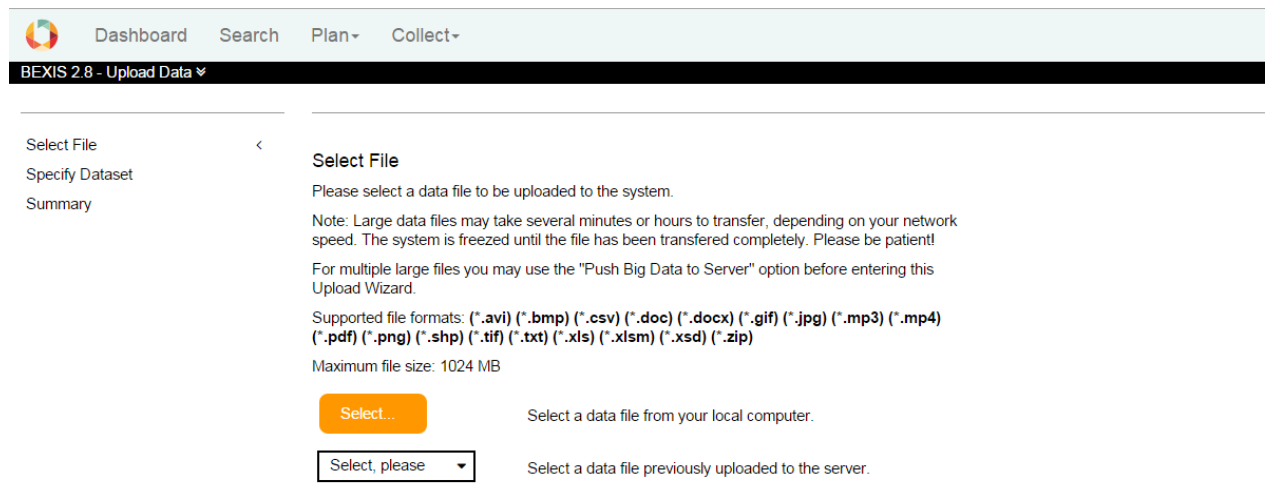 Dashboard Search Plan Collect
BEXIS 2.8 - Upload Data
Select File <
Specify Dataset
Summary
Select File
Please select a data file to be uploaded to the system.
Note: Large data files may take several minutes or hours to transfer, depending on your network
speed. The system is freezed until the file has been transfered completely. Please be patient!
For multiple large files you may use the "Push Big Data to Server" option before entering this
Upload Wizard.
Supported file formats: (*.avi) (*.bmp) (*.csv) (*.doc) (*.docx) (*.gif) (*.jpg) (*.mp3) (*.mp4)
(*.pdf) (*.png) (*.shp) (*.tif) (*.txt) (*.xls) (*.xlsm) (*.xsd) (*.zip)
Maximum file size: 1024 MB
Select... Select a data file from your local computer.
Select, please Select a data file previously uploaded to the server.